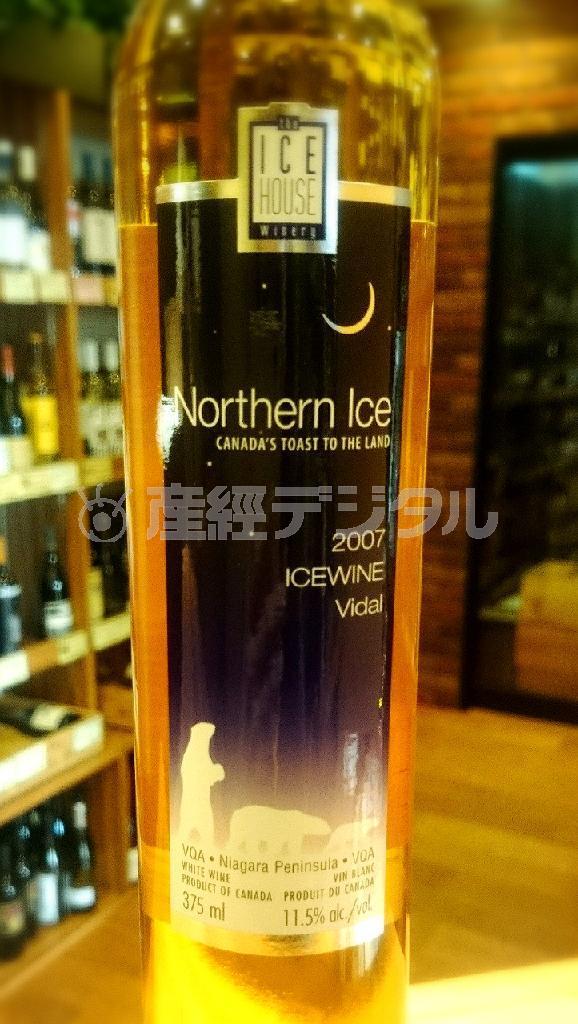 the
ICE
HOUSE
Winery
Northern Ice
CANADA'S TOAST TO THE LAND
産経デジタル
2007
ICEWINE
Vidal
VQA • Niagara Peninsula • VQA
WHITE WINE VIN BLANC
PRODUCT OF CANADA PRODUIT DU CANADA
375 ml 11.5% alc./vol.